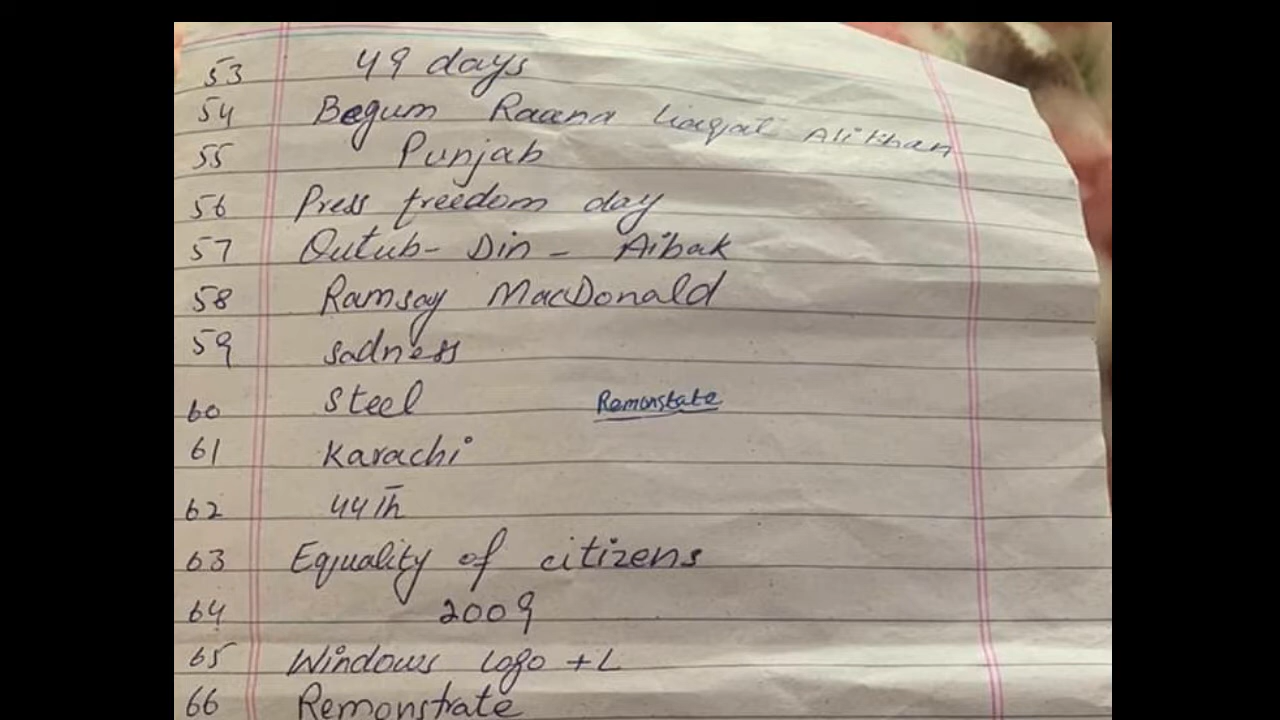 53 49 days
54 Begum Raana Liaqat Ali Khan
55 Punjab
56 Press freedom day
57 Qutub- Din - Aibak
58 Ramsay MacDonald
59 sadness
60 steel Remonstate
61 Karachi
62 44th
63 Equality of citizens
64 2009
65 Windows logo + L
66 Remonstrate